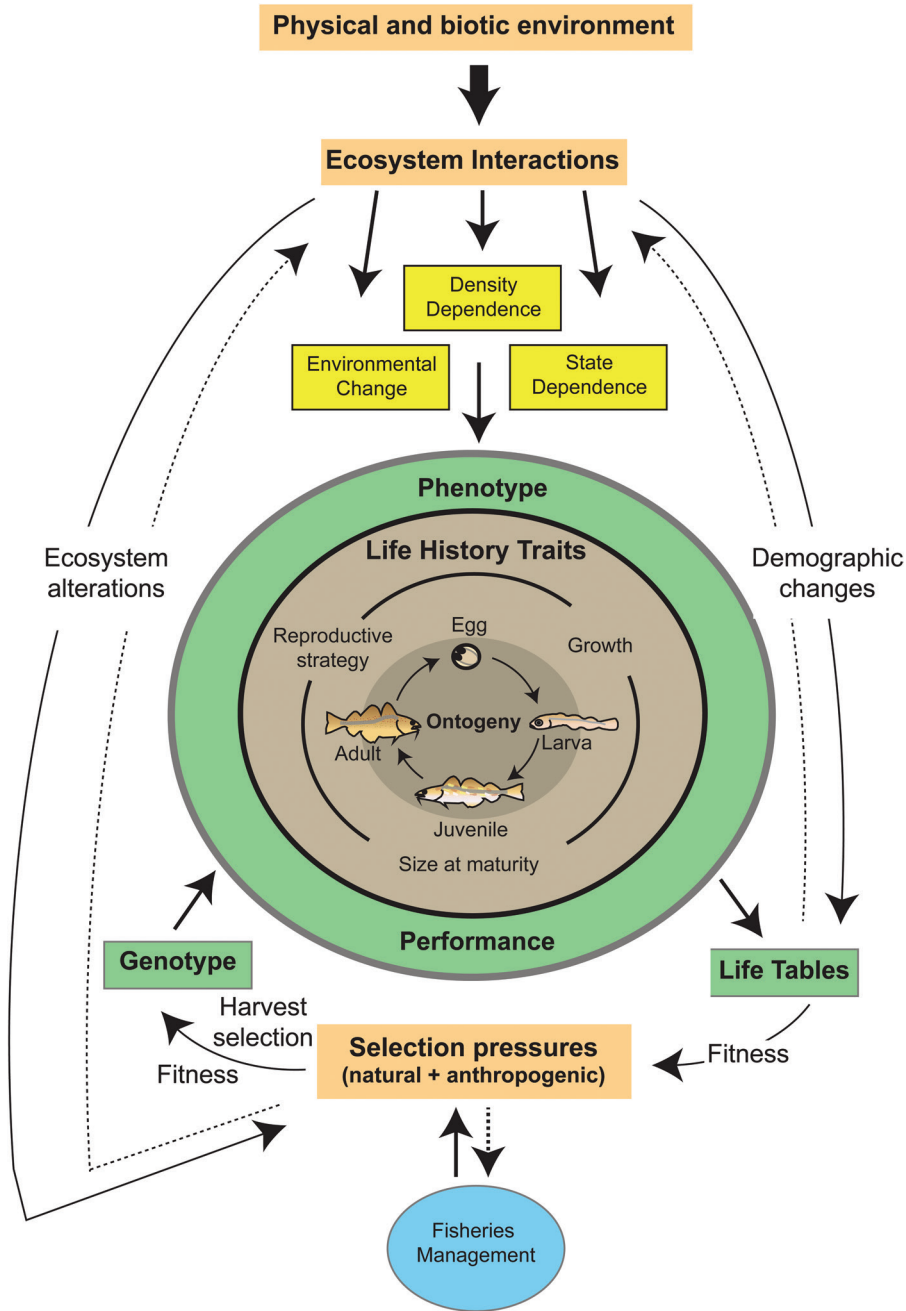 Physical and biotic environment
Ecosystem Interactions
Density
Dependence
Environmental
Change
State
Dependence
Phenotype
Life History Traits
Ecosystem
alterations
Demographic
changes
Reproductive
strategy
Egg
Growth
Ontogeny
Adult
Larva
Juvenile
Size at maturity
Performance
Genotype
Life Tables
Harvest
selection
Fitness
Selection pressures
(natural + anthropogenic)
Fitness
Fisheries
Management